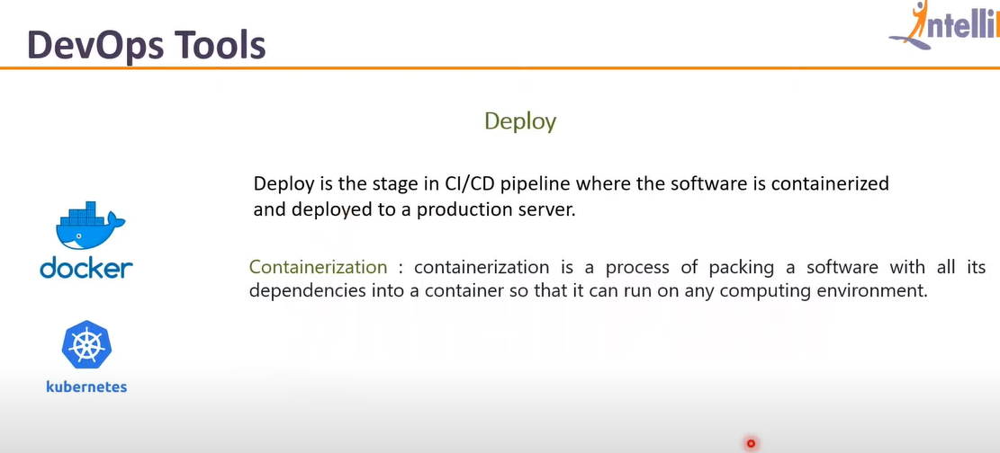 DevOps Tools
intelli
Deploy
Deploy is the stage in CI/CD pipeline where the software is containerized
and deployed to a production server.
docker
Containerization : containerization is a process of packing a software with all its
dependencies into a container so that it can run on any computing environment.
kubernetes